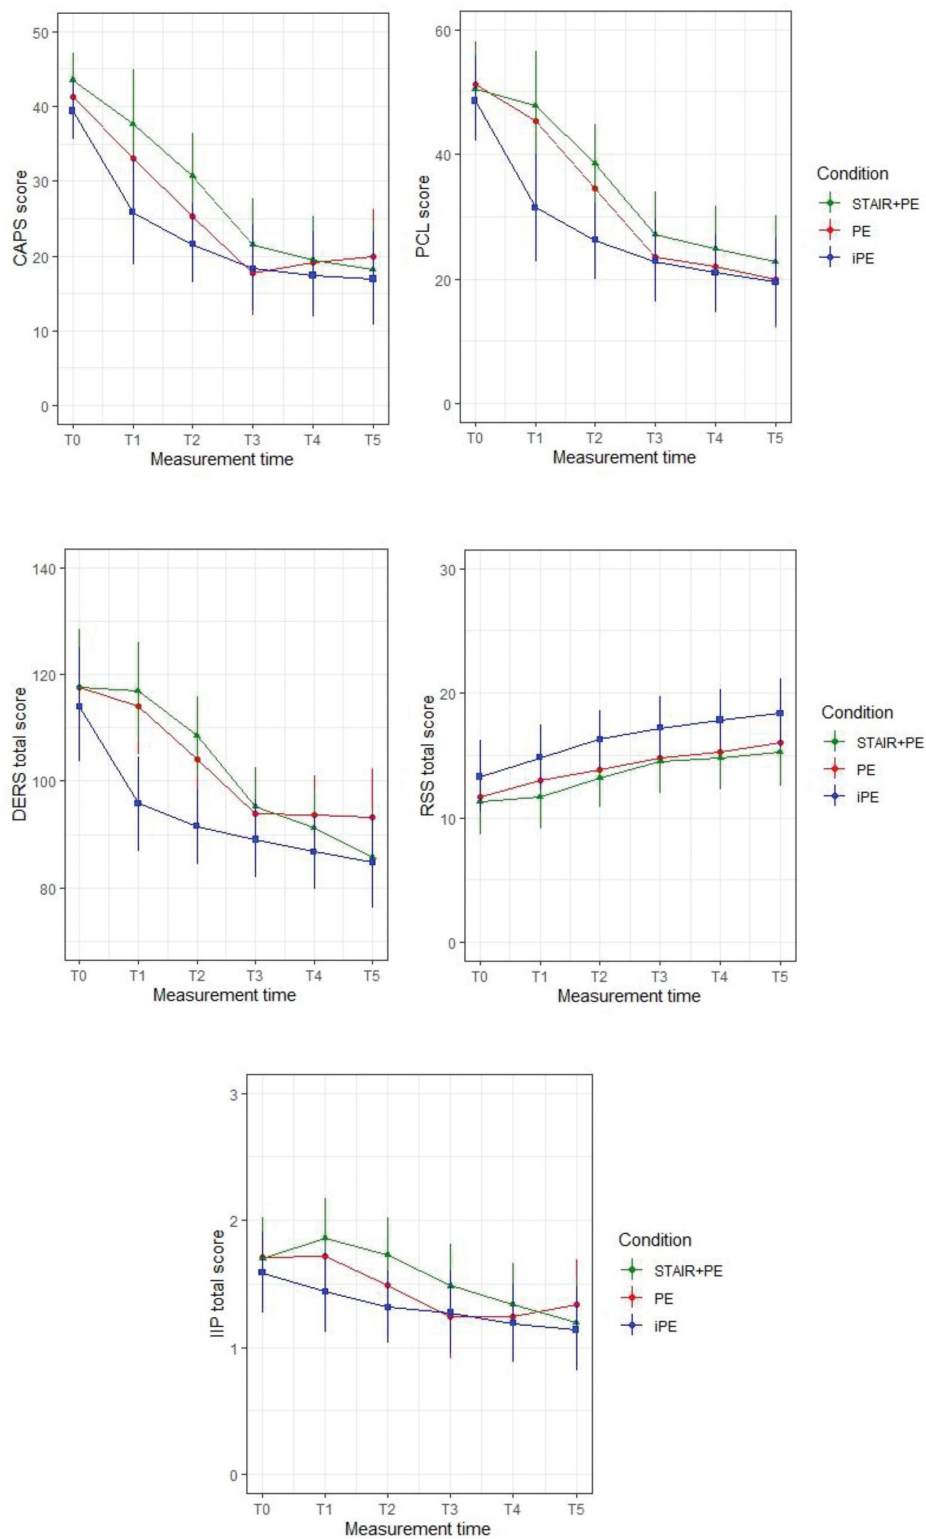 CAPS score
50
40
30
20
10
0
T0 T1 T2 T3 T4 T5
Measurement time
PCL score
60
40
20
0
T0 T1 T2 T3 T4 T5
Measurement time
Condition
STAIR+PE
PE
iPE
DERS total score
140
120
100
80
T0 T1 T2 T3 T4 T5
Measurement time
RSS total score
30
20
10
0
T0 T1 T2 T3 T4 T5
Measurement time
Condition
STAIR+PE
PE
iPE
IIP total score
3
2
1
0
T0 T1 T2 T3 T4 T5
Measurement time
Condition
STAIR+PE
PE
iPE